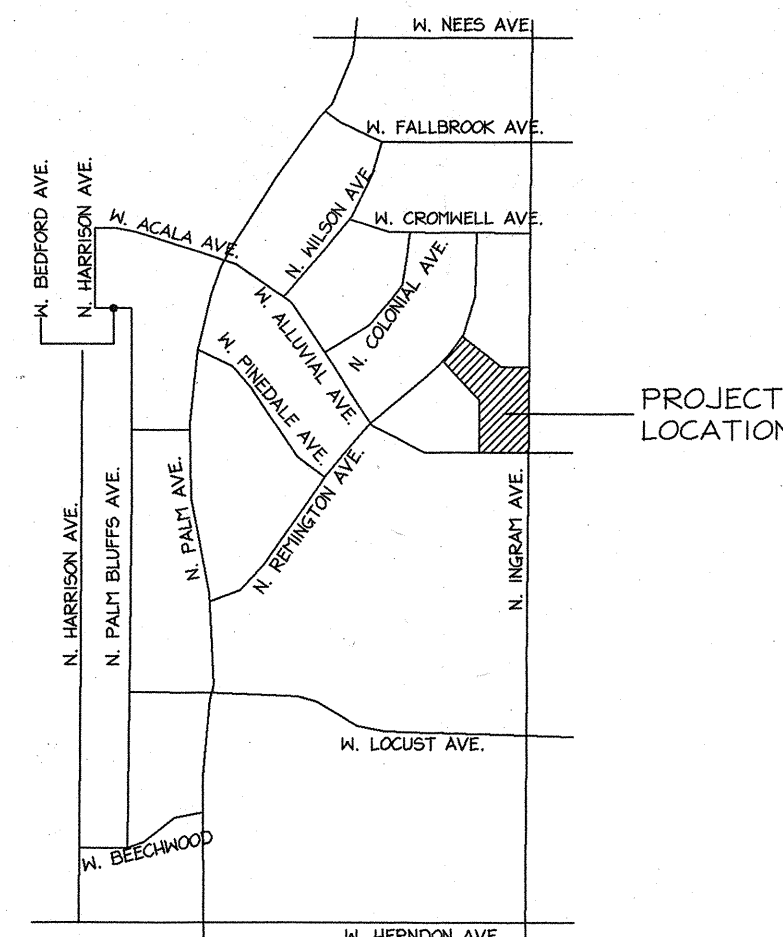 W. NEES AVE.
W. FALLBROOK AVE.
W. BEDFORD AVE.
N. HARRISON AVE.
W. ACALA AVE.
N. WILSON AVE.
W. CROMWELL AVE.
N. COLONIAL AVE.
W. ALLUVIAL AVE.
W. PINEDALE AVE.
PROJECT
LOCATION
N. HARRISON AVE.
N. PALM BLUFFS AVE.
N. PALM AVE.
N. REMINGTON AVE.
N. INGRAM AVE.
W. LOCUST AVE.
W. BEECHWOOD
W. HERNDON AVE.